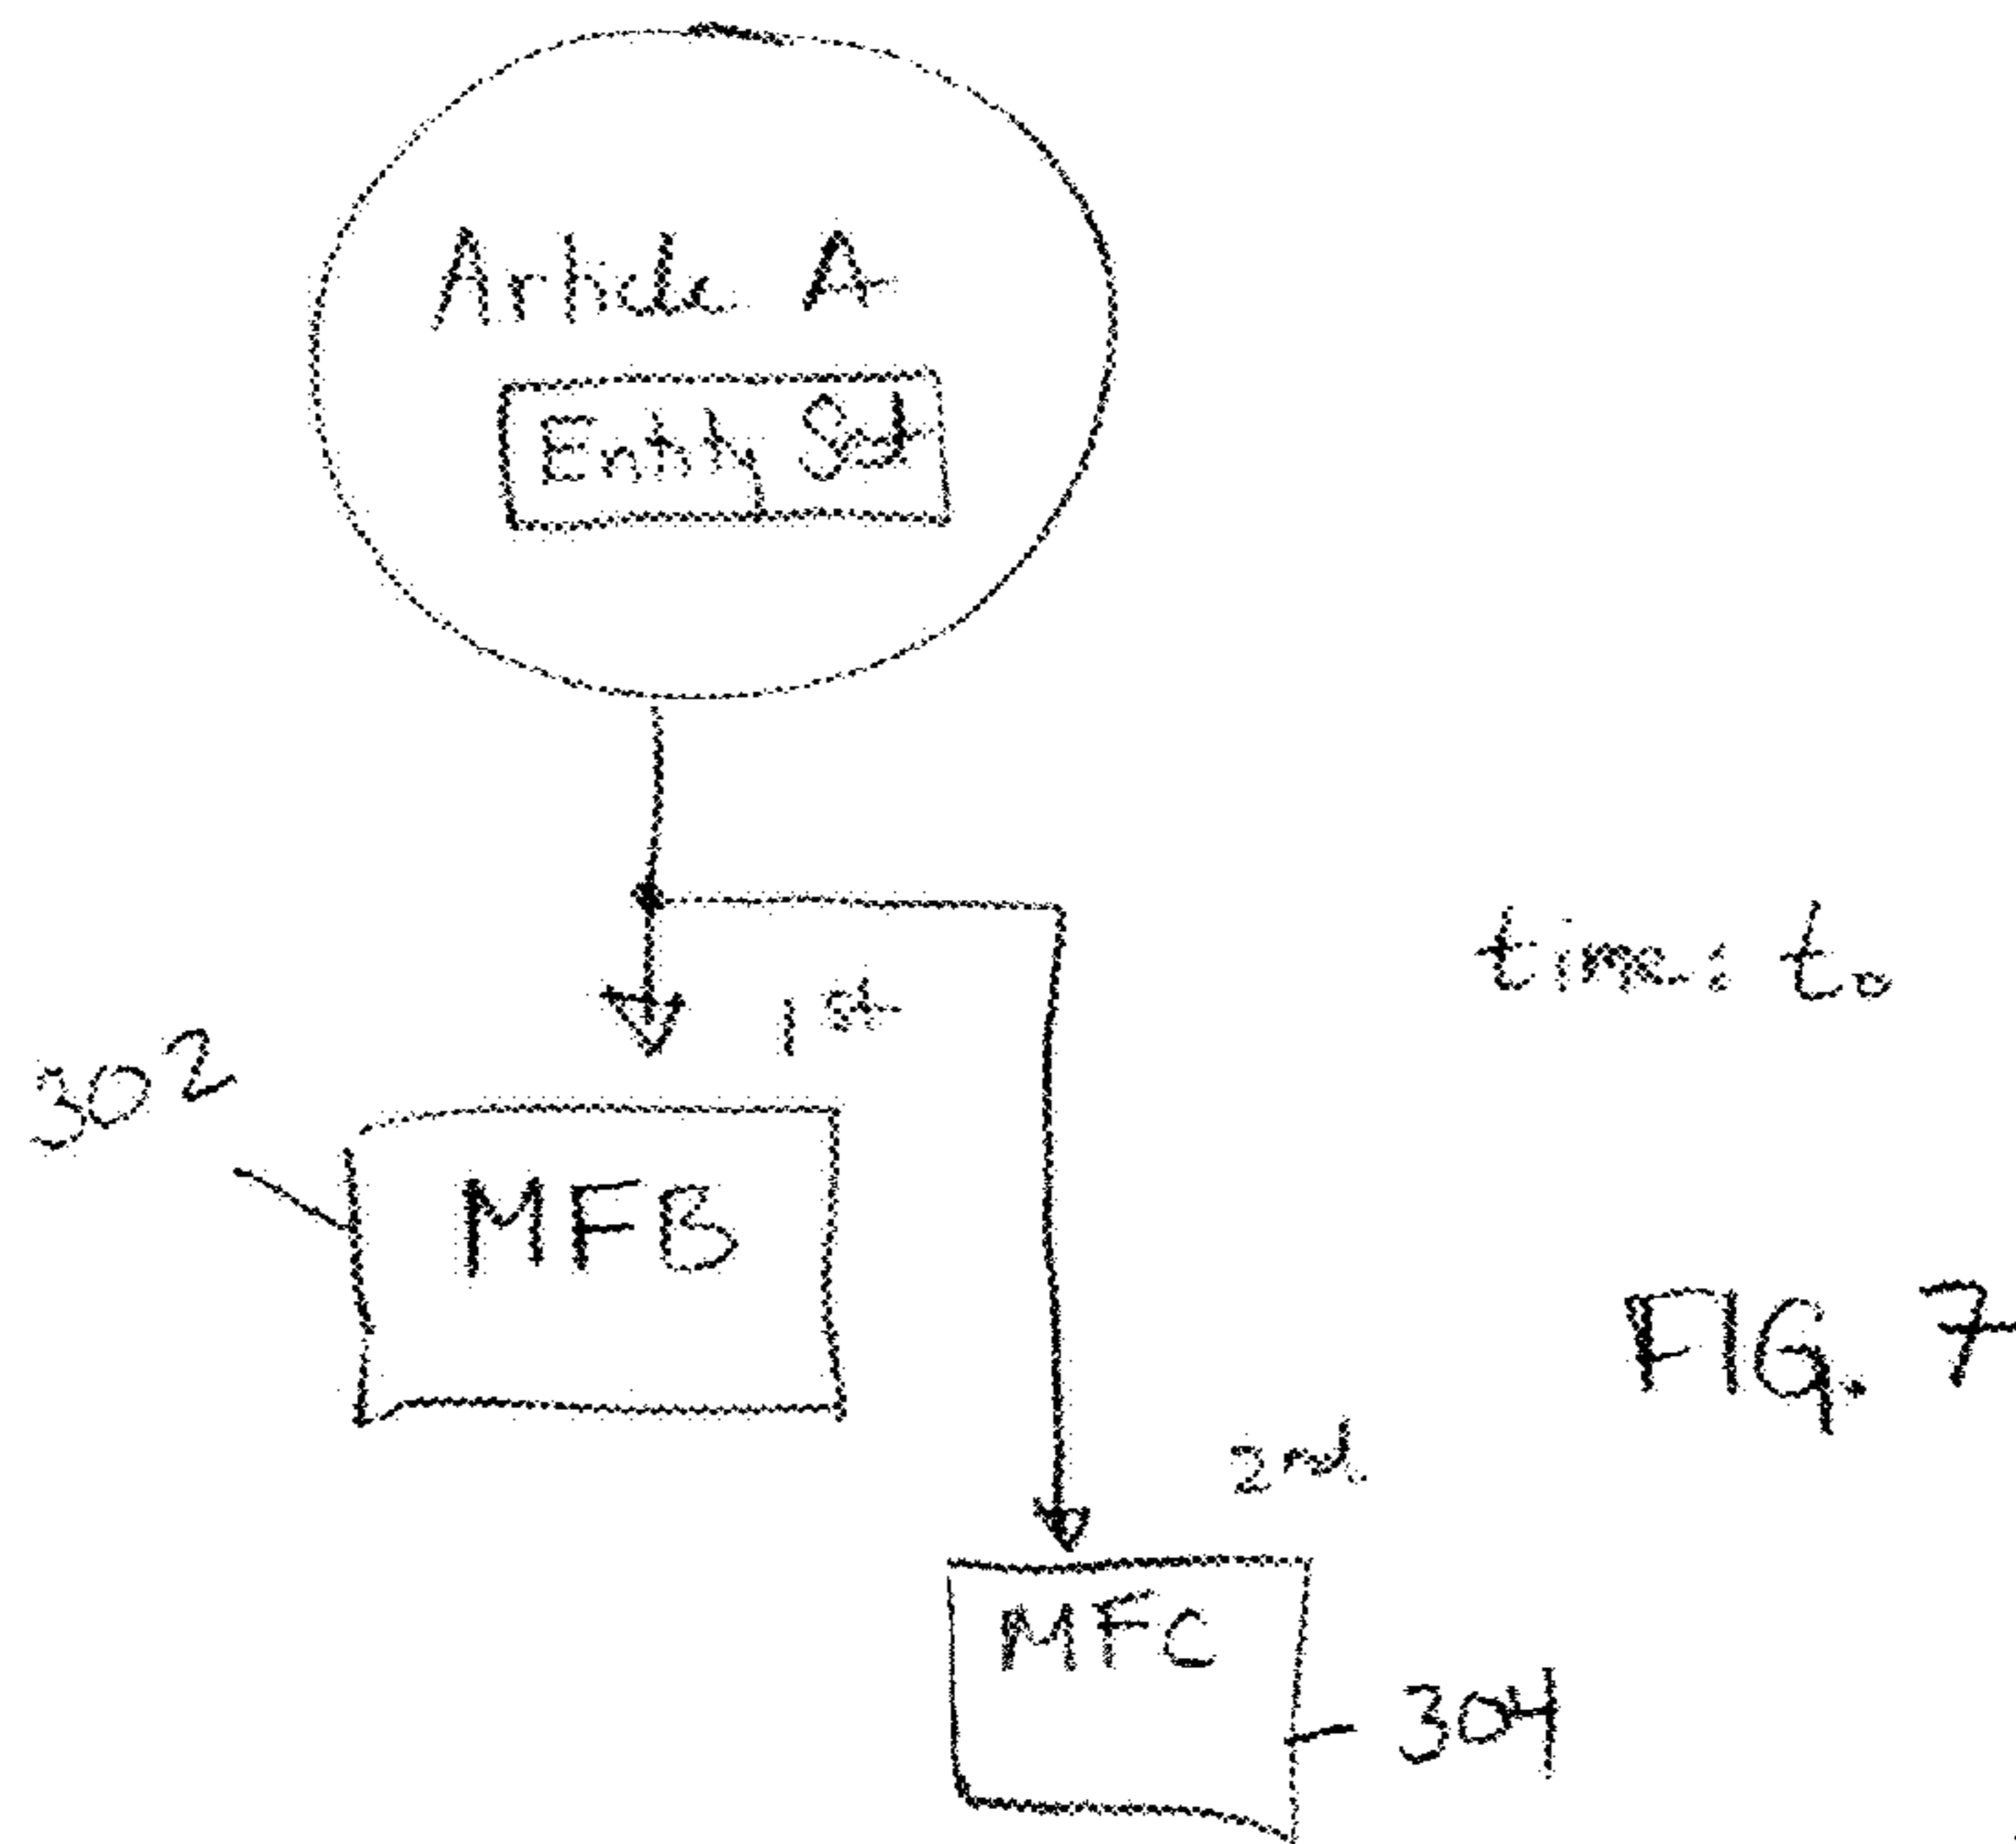 Article A
Entity Set
1st
time: to
302
MFB
FIG. 7
2nd
MFC
304